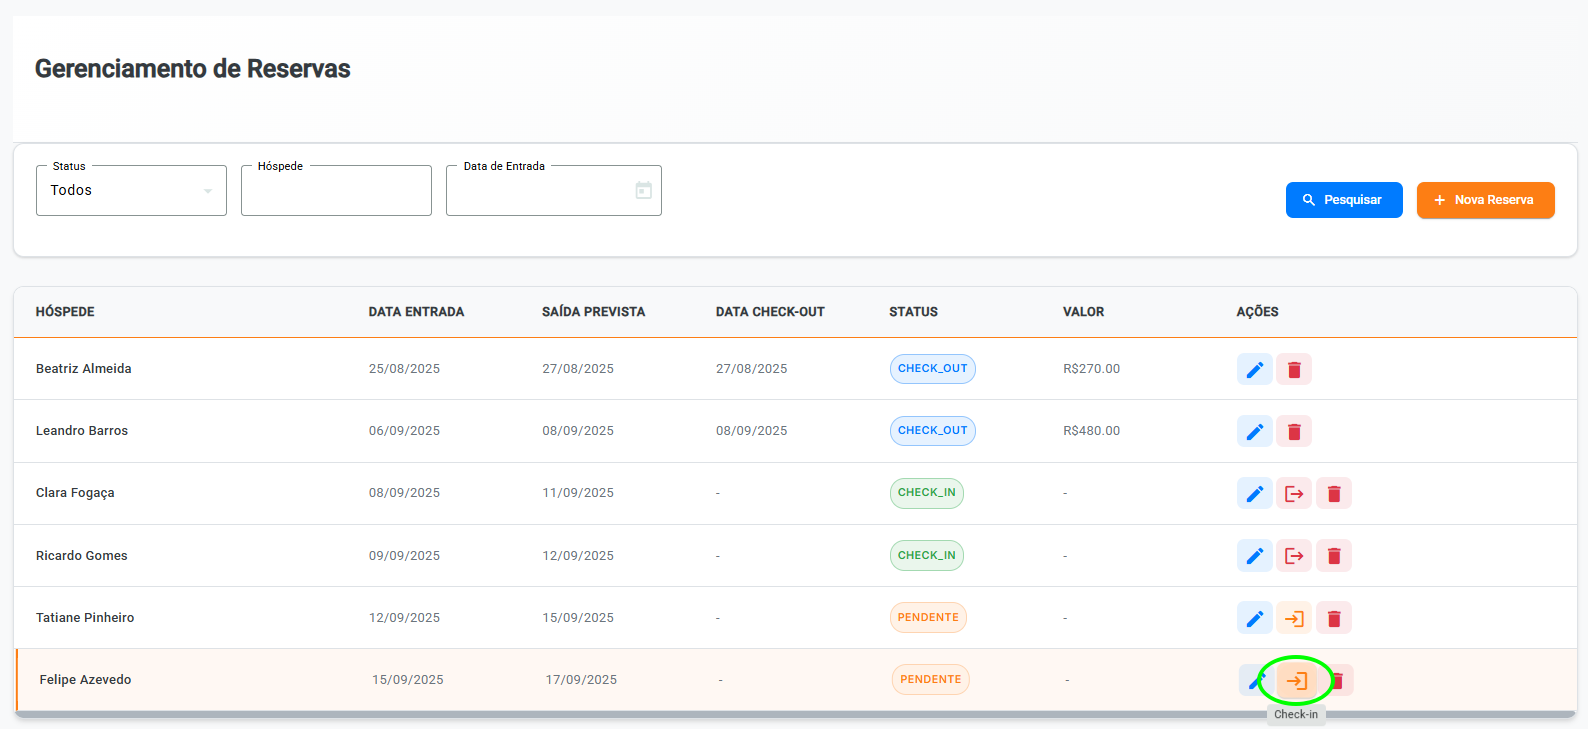 Gerenciamento de Reservas
Status
Todos
Hóspede
Data de Entrada
Pesquisar
+ Nova Reserva
HÓSPEDE DATA ENTRADA SAÍDA PREVISTA DATA CHECK-OUT STATUS VALOR AÇÕES
Beatriz Almeida 25/08/2025 27/08/2025 27/08/2025 CHECK_OUT R$270.00
Leandro Barros 06/09/2025 08/09/2025 08/09/2025 CHECK_OUT R$480.00
Clara Fogaça 08/09/2025 11/09/2025 - CHECK_IN -
Ricardo Gomes 09/09/2025 12/09/2025 - CHECK_IN -
Tatiane Pinheiro 12/09/2025 15/09/2025 - PENDENTE -
Felipe Azevedo 15/09/2025 17/09/2025 - PENDENTE -
Check-in